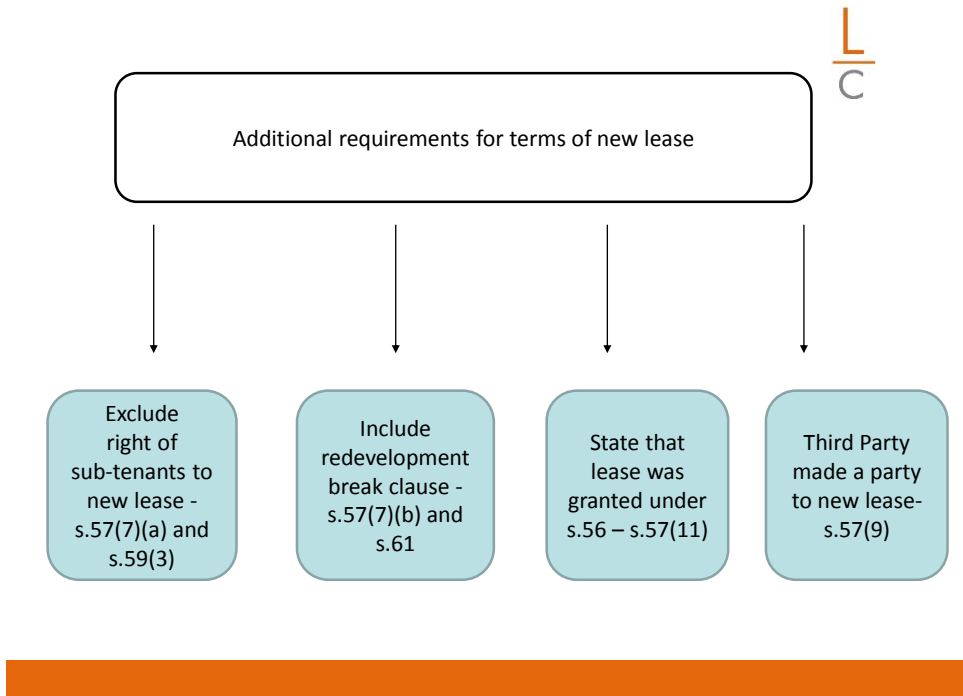 L
C
Additional requirements for terms of new lease
Exclude
right of
sub-tenants to
new lease -
s.57(7)(a) and
s.59(3)
Include
redevelopment
break clause -
s.57(7)(b) and
s.61
State that
lease was
granted under
s.56 – s.57(11)
Third Party
made a party
to new lease-
s.57(9)